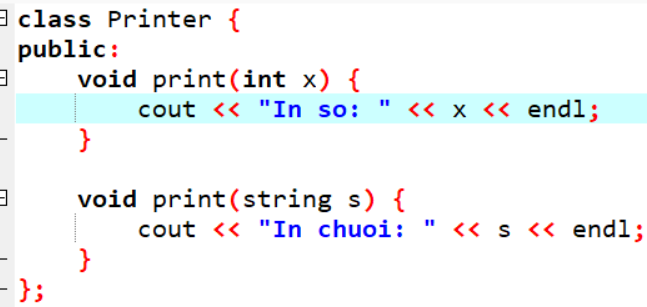 class Printer {
public:
    void print(int x) {
        cout << "In so: " << x << endl;
    }

    void print(string s) {
        cout << "In chuoi: " << s << endl;
    }
};